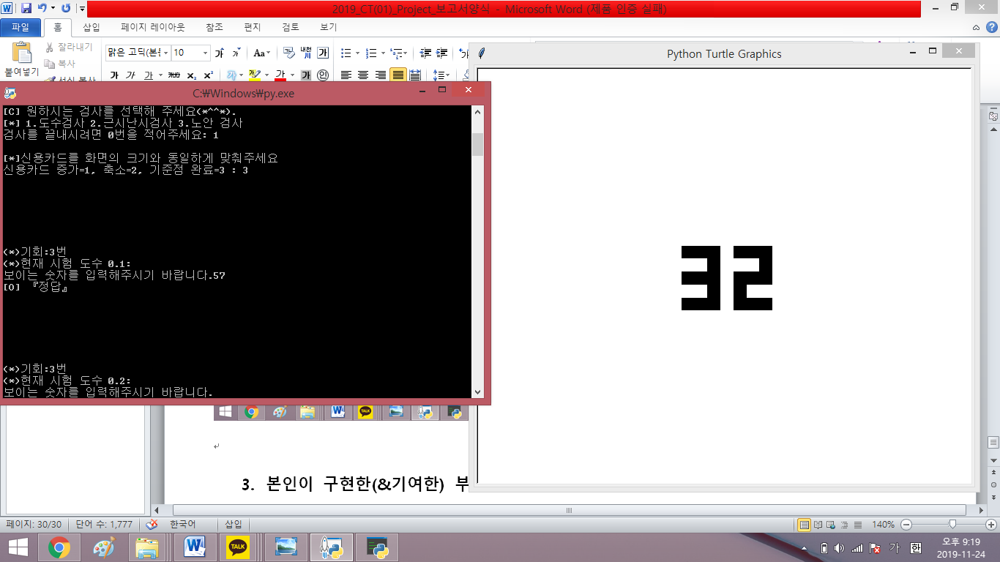 2019_CT(01)_Project 보고서양식 - Microsoft Word (제품 인증 실패)
파일 홈 삽입 페이지 레이아웃 참조 편지 검토 보기
붙여넣기
잘라내기
복사
서식 복사
맑은 고딕(본문 10
Python Turtle Graphics
C:\Windows\py.exe
[C] 원하시는 검사를 선택해 주세요(*^^*).
[*] 1.도수검사 2.근시난시검사 3.노안 검사
검사를 끝내시려면 0번을 적어주세요: 1
[*]신용카드를 화면의 크기와 동일하게 맞춰주세요
신용카드 증가=1, 축소=2, 기준점 완료=3 : 3
(*)기회:3번
(*)현재 시험 도수 0.1:
보이는 숫자를 입력해주시기 바랍니다.57
[O] 『정답』
(*)기회:3번
(*)현재 시험 도수 0.2:
보이는 숫자를 입력해주시기 바랍니다.
32
3. 본인이 구현한(&기여한) 부
페이지: 30/30 단어 수: 1,777 한국어 삽입 140%
TALK
가 한
오후 9:19
2019-11-24